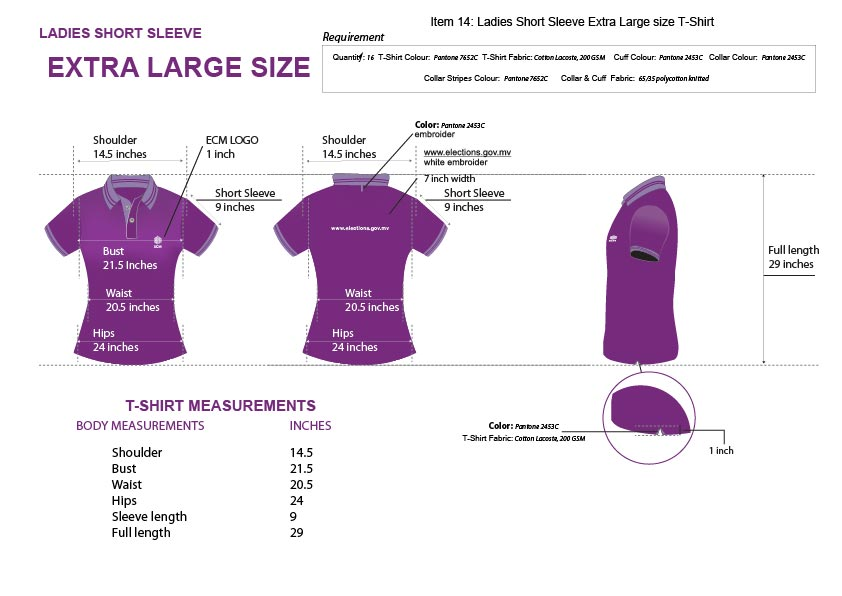 Item 14: Ladies Short Sleeve Extra Large size T-Shirt
LADIES SHORT SLEEVE
EXTRA LARGE SIZE
Requirement
Quantity: 16 T-Shirt Colour: Pantone 7652C T-Shirt Fabric: Cotton Lacoste, 200 GSM Cuff Colour: Pantone 2453C Collar Colour: Pantone 2453C
Collar Stripes Colour: Pantone 7652C Collar & Cuff Fabric: 65/35 polycotton knitted
Shoulder
14.5 inches
ECM LOGO
1 inch
Short Sleeve
9 inches
Bust
21.5 Inches
Waist
20.5 inches
Hips
24 inches
ECM
Shoulder
14.5 inches
Color: Pantone 2453C
embroider
www.elections.gov.mv
white embroider
7 inch width
Short Sleeve
9 inches
www.elections.gov.mv
Waist
20.5 inches
Hips
24 inches
ECM
Full length
29 inches
Color: Pantone 2453C
T-Shirt Fabric: Cotton Lacoste, 200 GSM
1 inch
T-SHIRT MEASUREMENTS
BODY MEASUREMENTS INCHES
Shoulder 14.5
Bust 21.5
Waist 20.5
Hips 24
Sleeve length 9
Full length 29